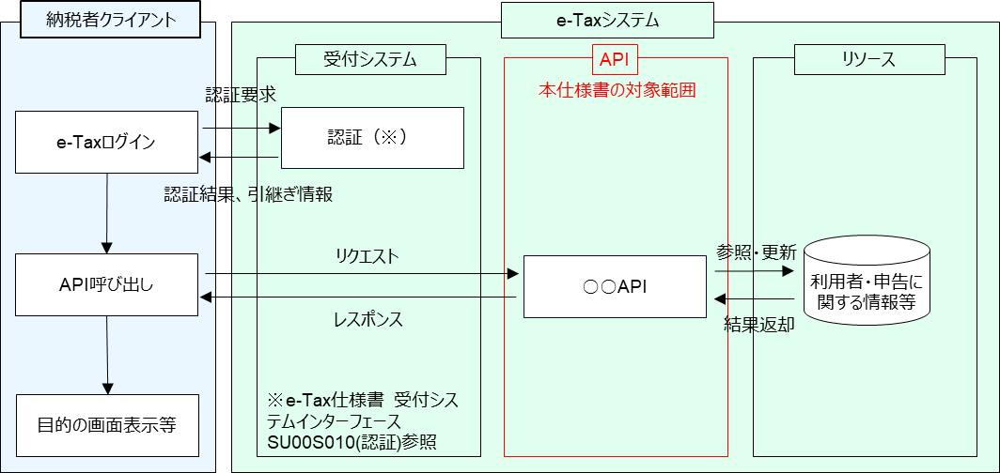 納税者クライアント
e-Taxシステム
受付システム
API
リソース
本仕様書の対象範囲
認証要求
e-Taxログイン
認証（※）
認証結果、引継ぎ情報
リクエスト
参照・更新
API呼び出し
〇〇API
利用者・申告に
関する情報等
レスポンス
結果返却
目的の画面表示等
※e-Tax仕様書 受付シス
テムインターフェース
SU00S010(認証)参照